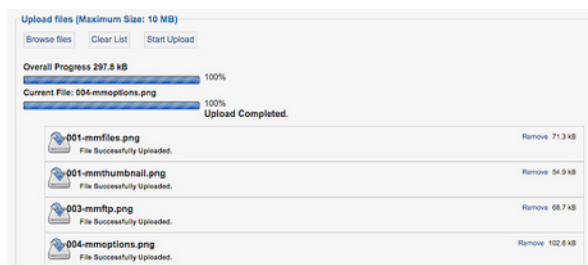 Upload files (Maximum Size: 10 MB)
Browse files Clear List Start Upload
Overall Progress 297.8 kB
100%
Current File: 004-mmoptions.png
100%
Upload Completed.
001-mmfiles.png Remove 71.3 kB
File Successfully Uploaded.
001-mmthumbnail.png Remove 54.9 kB
File Successfully Uploaded.
003-mmftp.png Remove 68.7 kB
File Successfully Uploaded.
004-mmoptions.png Remove 102.8 kB
File Successfully Uploaded.